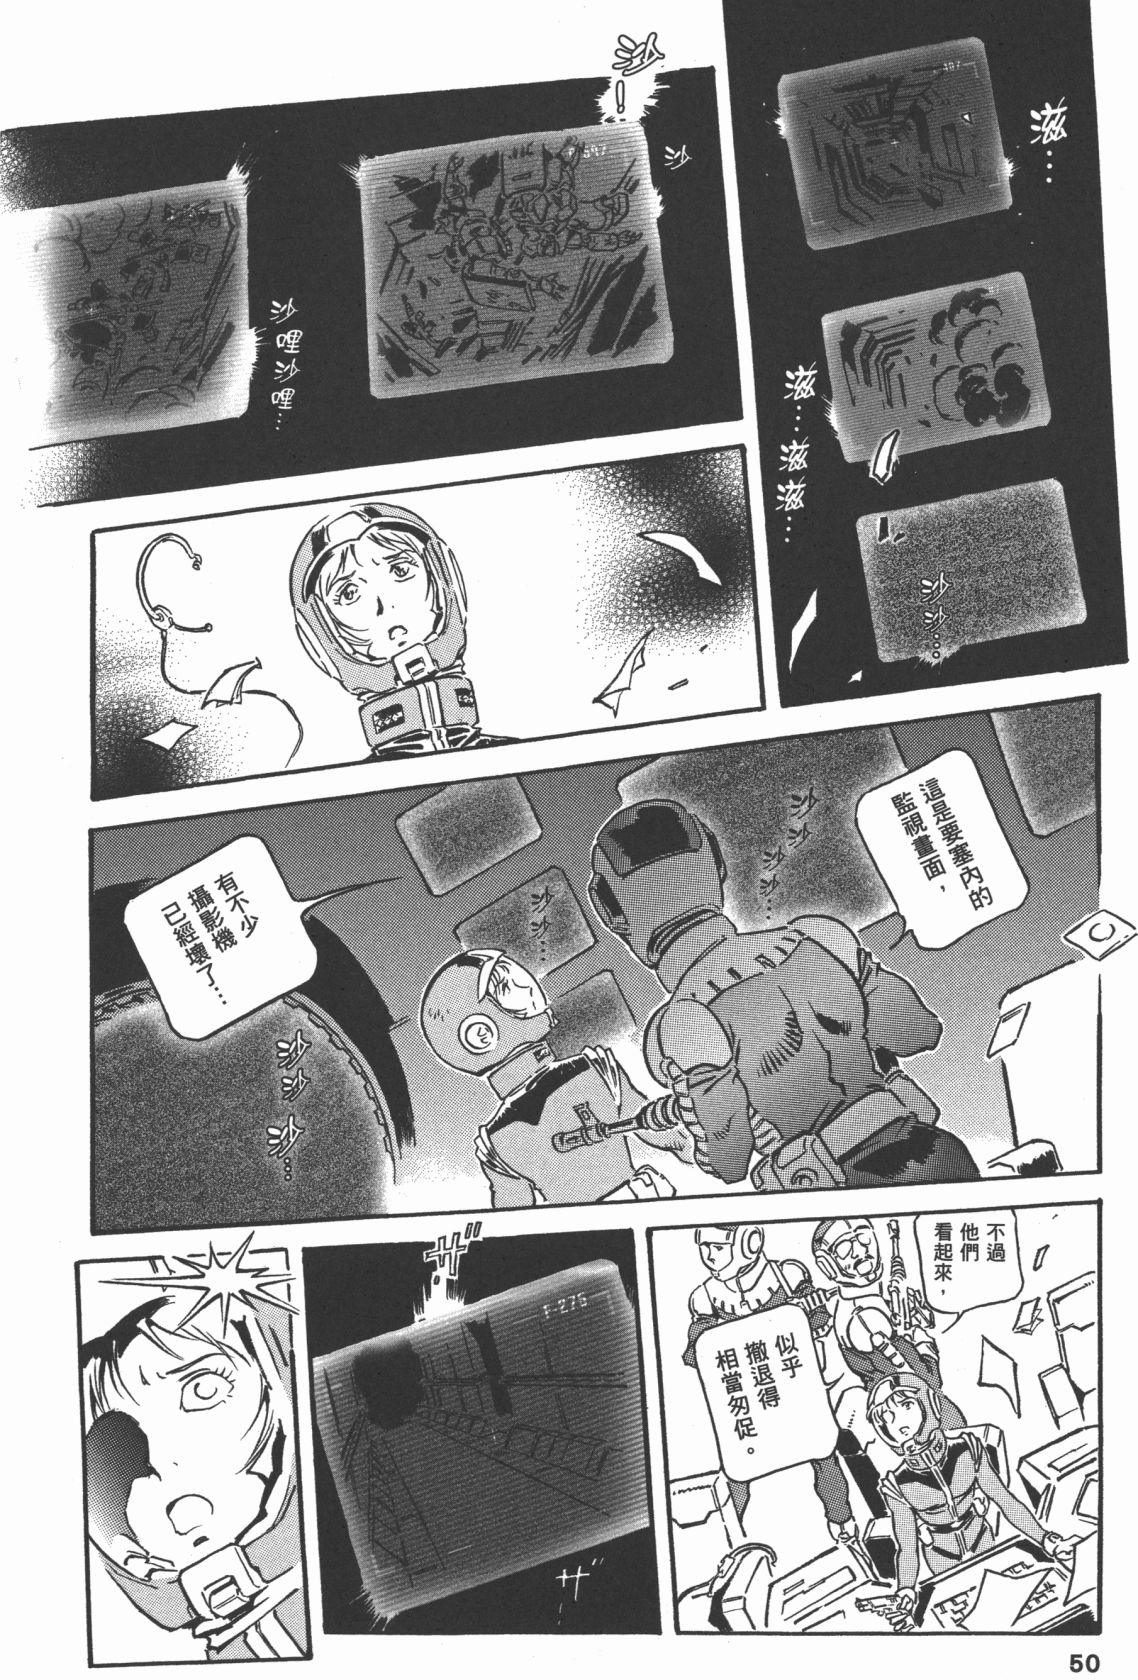 滋…
滋…
滋滋
滋…
沙
沙…
沙!
沙
沙
哩
沙
哩…
這是要塞內的
監視畫面，
沙
沙
沙
沙…
沙
沙…
有不少
攝影機
已經壞了…
沙
沙
沙…
不過
他們
看起來，
似乎
撤退得
相當匆促。
ザ
F-276
ザ
50